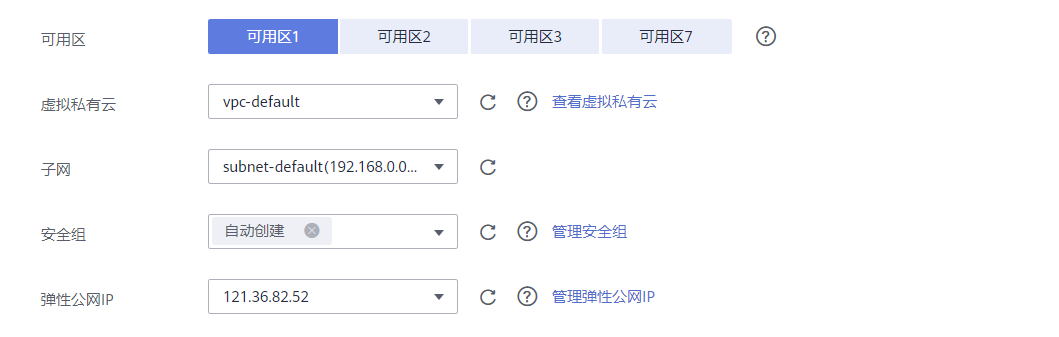 可用区 可用区1 可用区2 可用区3 可用区7
虚拟私有云 vpc-default 查看虚拟私有云
子网 subnet-default(192.168.0.0...
安全组 自动创建 管理安全组
弹性公网IP 121.36.82.52 管理弹性公网IP